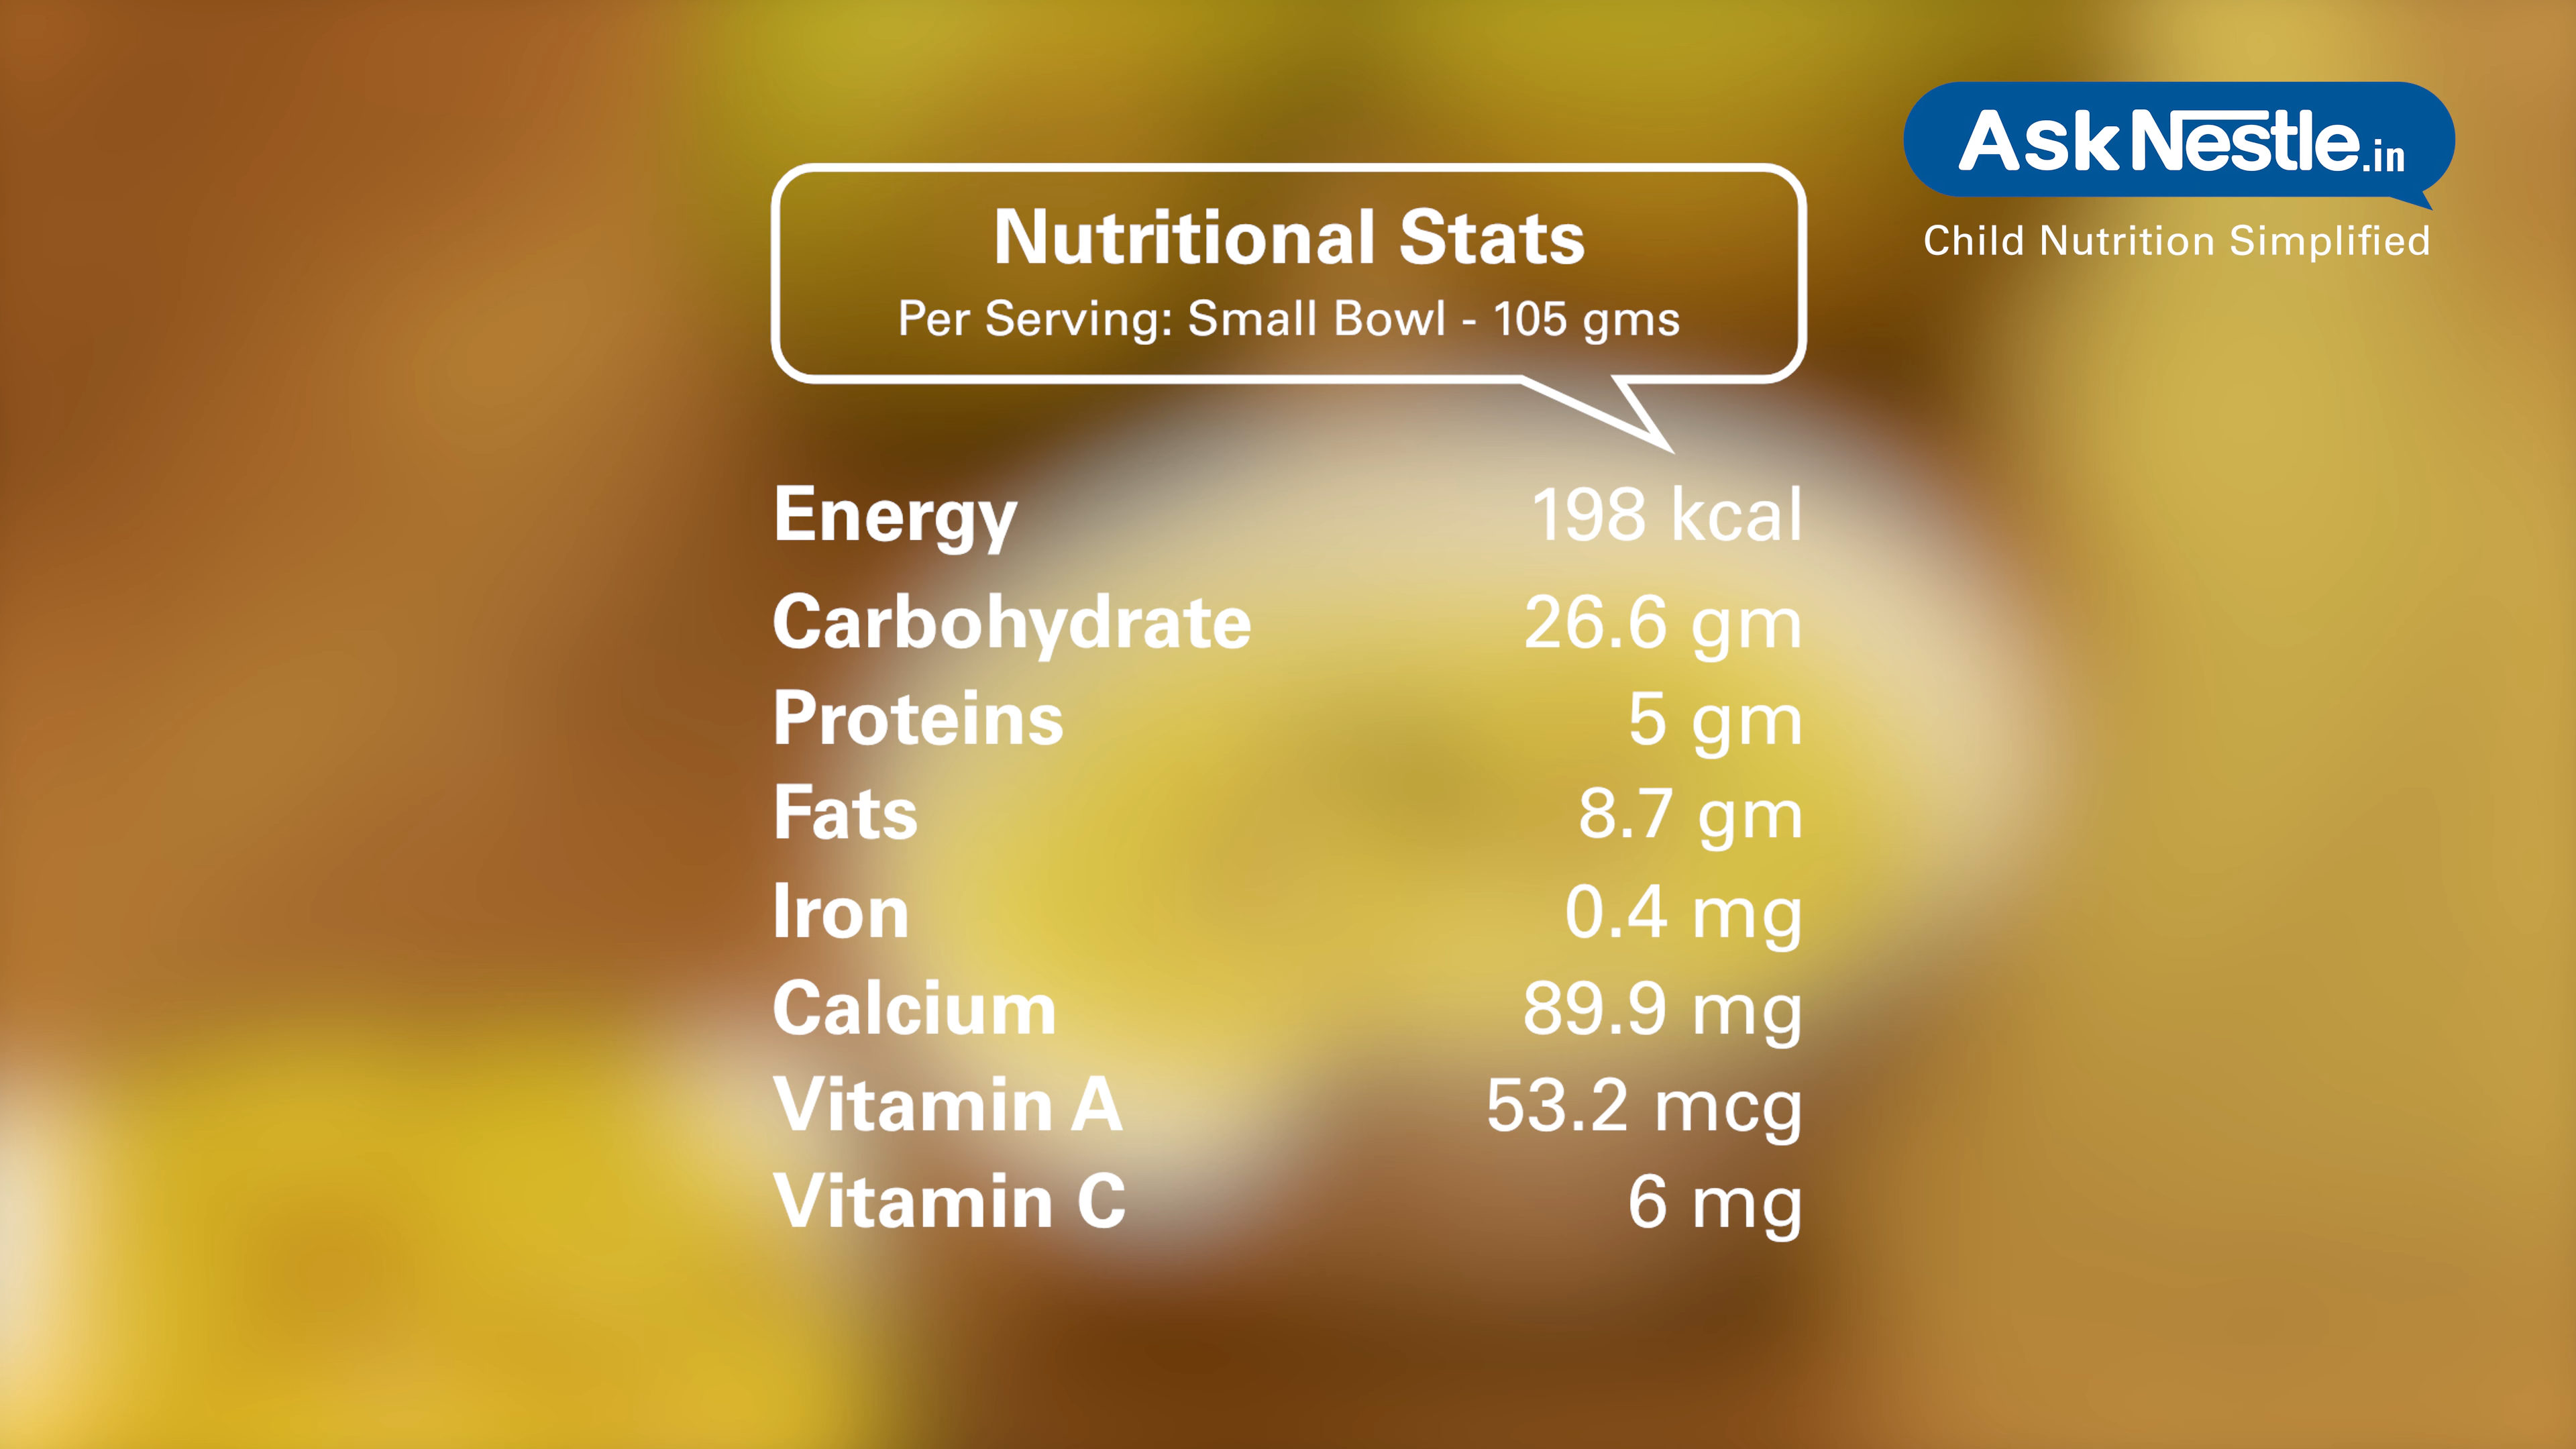 AskNestle.in
Child Nutrition Simplified
Nutritional Stats
Per Serving: Small Bowl - 105 gms
Energy 198 kcal
Carbohydrate 26.6 gm
Proteins 5 gm
Fats 8.7 gm
Iron 0.4 mg
Calcium 89.9 mg
Vitamin A 53.2 mcg
Vitamin C 6 mg